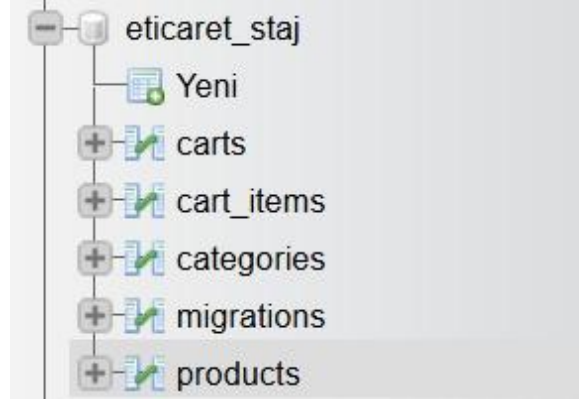 eticaret_staj
Yeni
carts
cart_items
categories
migrations
products